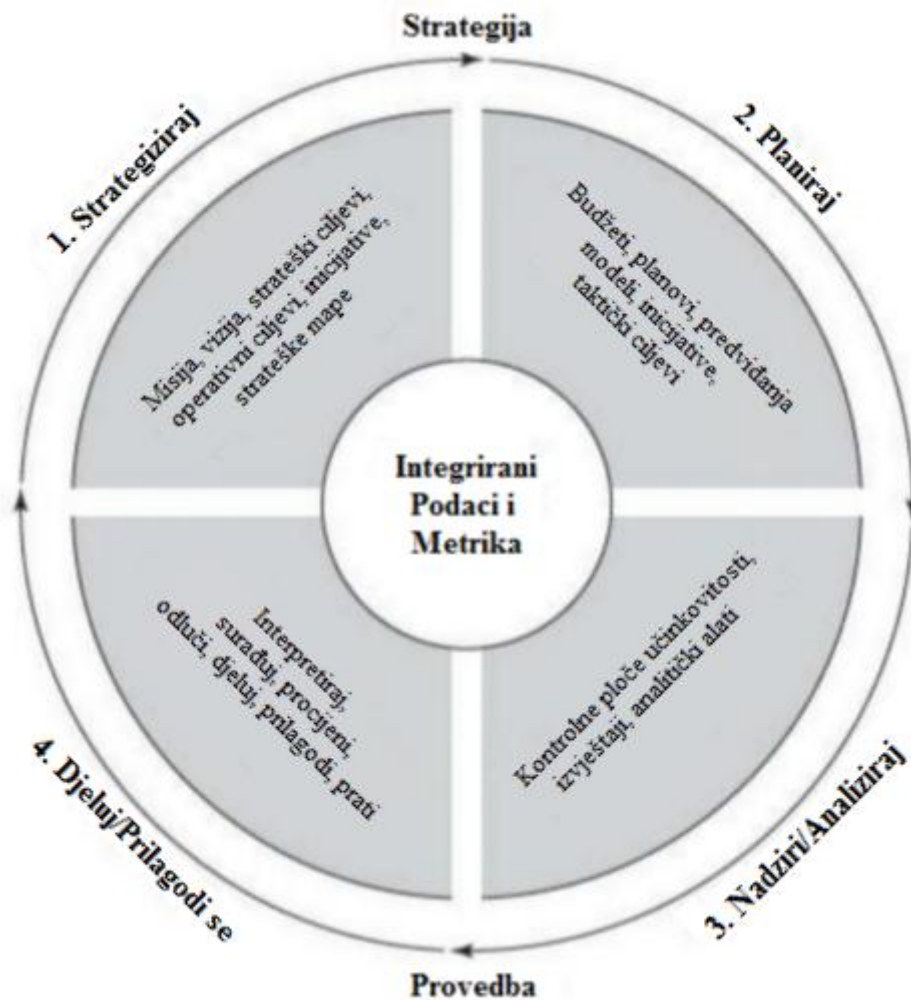 Strategija
1. Strategiziraj
2. Planiraj
Misija, vizija, strateški ciljevi,
operativni ciljevi, inicijative,
strateške mape
Budžeti, planovi, predviđanja
modeli, inicijative,
taktički ciljevi
Integrirani
Podaci i
Metrika
Interpretiraj,
surađuj, procijeni,
odluči, djeluj, prilagodi, prati
Kontrolne ploče učinkovitosti,
izvještaji, analitički alati
4. Djeluj/Prilagodi se
3. Nadziri/Analiziraj
Provedba